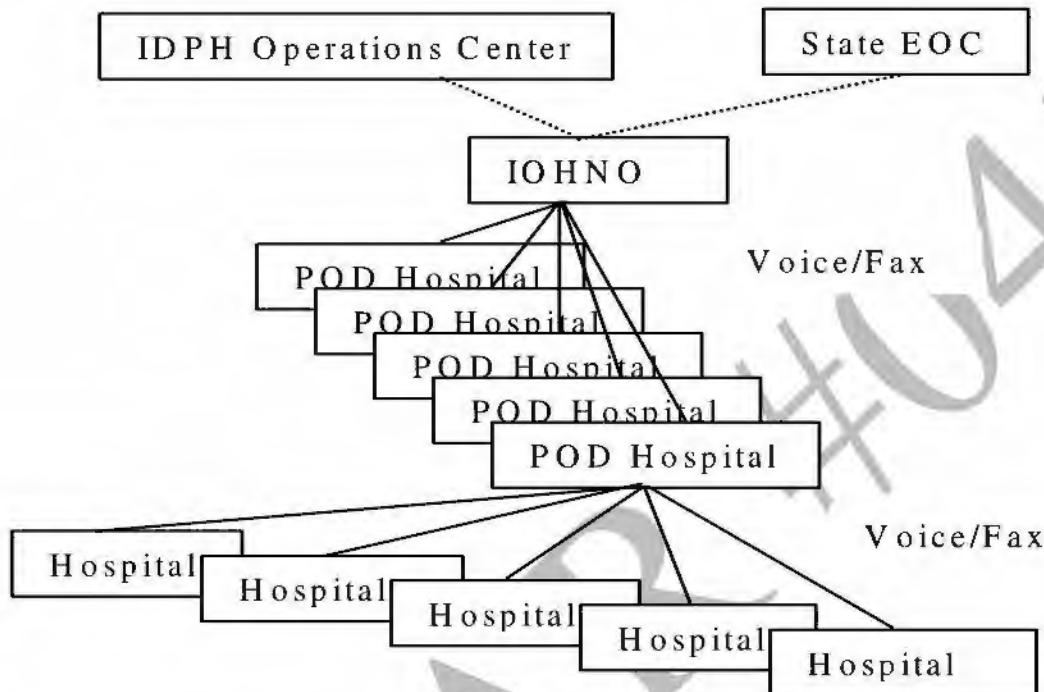 IDPH Operations Center
State EOC
IOHNO
Voice/Fax
POD Hospital
POD Hospital
POD Hospital
POD Hospital
POD Hospital
Voice/Fax
Hospital
Hospital
Hospital
Hospital
Hospital